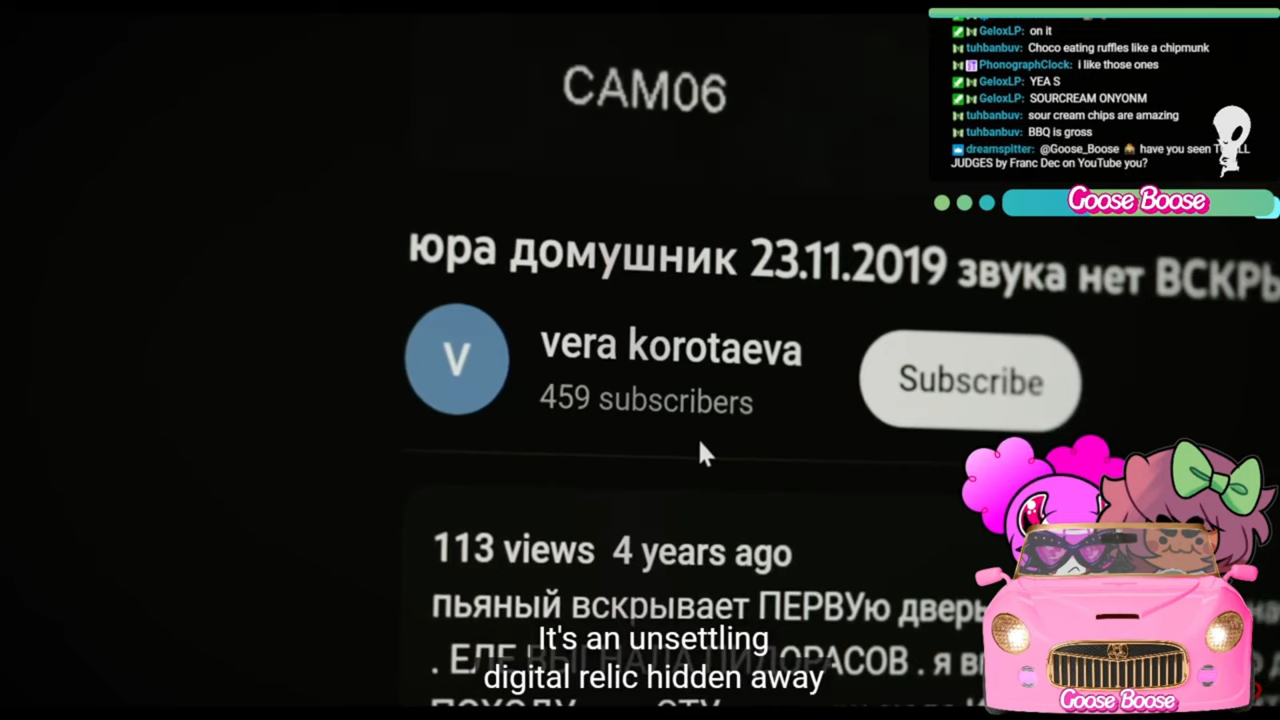 CAM06
GeloxLP: on it
tuhbanbuv: Choco eating ruffles like a chipmunk
PhonographClock: i like those ones
GeloxLP: YEA S
GeloxLP: SOURCREAM ONYONM
tuhbanbuv: sour cream chips are amazing
tuhbanbuv: BBQ is gross
dreamspitter: @Goose_Boose have you seen
JUDGES by Franc Dec on YouTube you?
Goose Boose
юра домушник 23.11.2019 звука нет ВСКРЫ
V
vera korotaeva
459 subscribers
Subscribe
113 views 4 years ago
пьяный вскрывает ПЕРВУю дверь
It's an unsettling
. ЕЛЕ . я
digital relic hidden away
Goose Boose